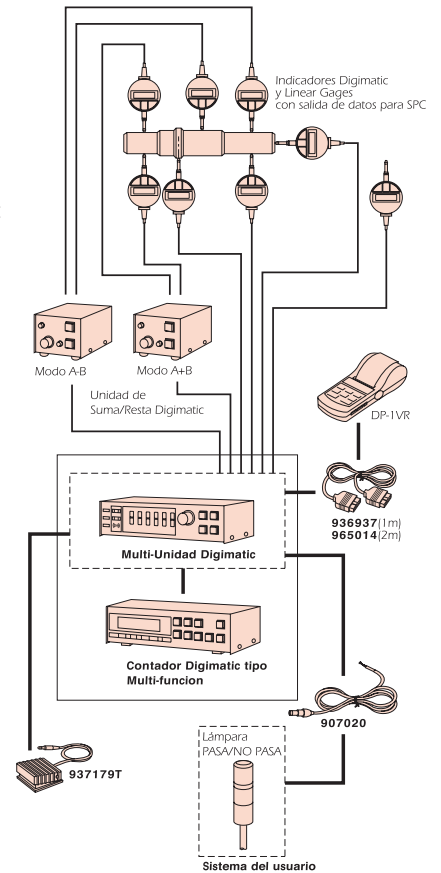 Indicadores Digimatic
y Linear Gages
con salida de datos para SPC
Modo A-B
Modo A+B
Unidad de
Suma/Resta Digimatic
DP-1VR
936937(1m)
965014(2m)
Multi-Unidad Digimatic
Contador Digimatic tipo
Multi-funcion
907020
937179T
Lámpara
PASA/NO PASA
Sistema del usuario